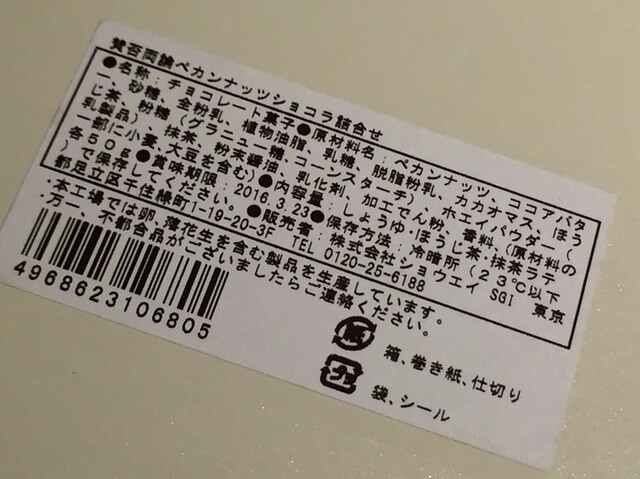 賛否両論ペカンナッツショコラ詰合せ
●名称：チョコレート菓子●原材料名：ペカンナッツ、ココアバタ
ー、砂糖、全粉乳、植物油脂、乳糖、脱脂粉乳、カカオマス、ほう
じ茶、粉糖（グラニュー糖、コーンスターチ）、ホエイパウダー（
乳製品）、抹茶、粉末醤油、乳化剤、加工でん粉、香料、（原材料の
一部に小麦、大豆を含む）●内容量：しょうゆ・ほうじ茶・抹茶ラテ
各50g●賞味期限：2016.3.23●保存方法：冷暗所（23℃以下
）で保存してください。●販売者：株式会社ショウエイ SGI 東京
都足立区千住緑町1-19-20-3F TEL 0120-25-6188
・本工場では卵、落花生を含む製品を生産しています。
万一、不都合品がございましたらご連絡ください。
4968623106805
紙 箱、巻き紙、仕切り
プラ 袋、シール